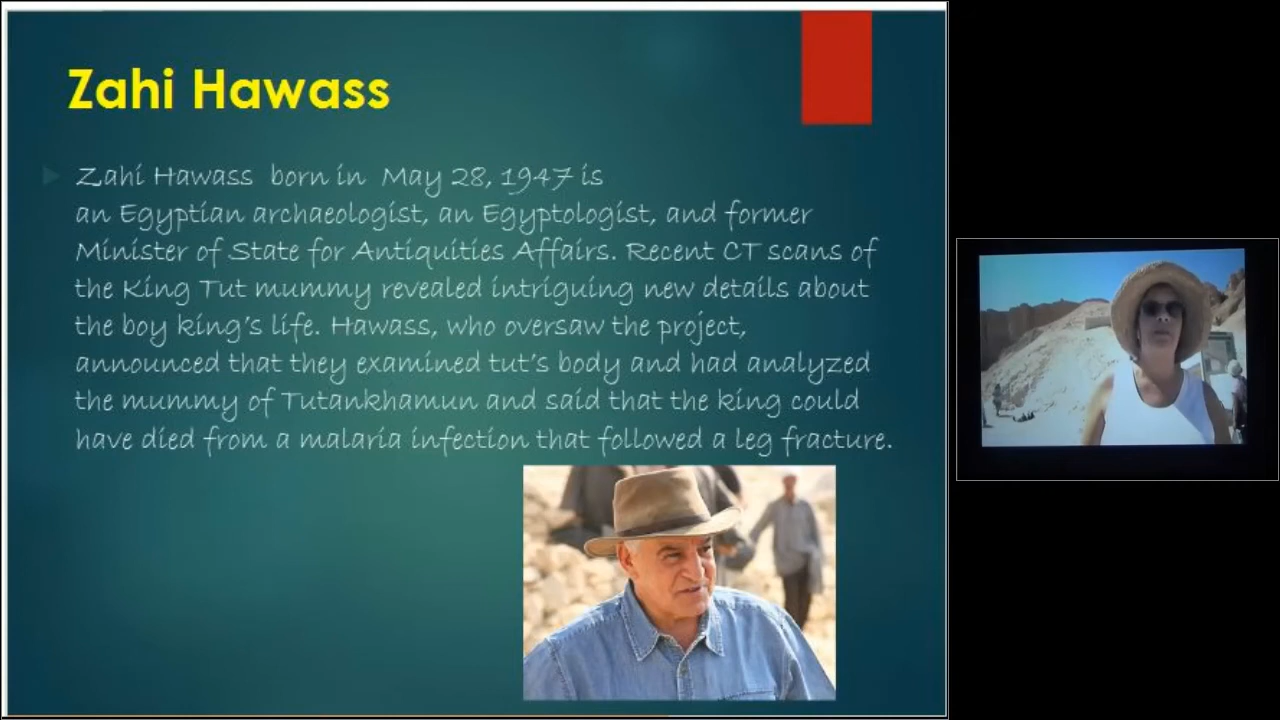 Zahi Hawass
Zahi Hawass born in May 28, 1947 is
an Egyptian archaeologist, an Egyptologist, and former
Minister of State for Antiquities Affairs. Recent CT scans of
the King Tut mummy revealed intriguing new details about
the boy king's life. Hawass, who oversaw the project,
announced that they examined tut's body and had analyzed
the mummy of Tutankhamun and said that the king could
have died from a malaria infection that followed a leg fracture.